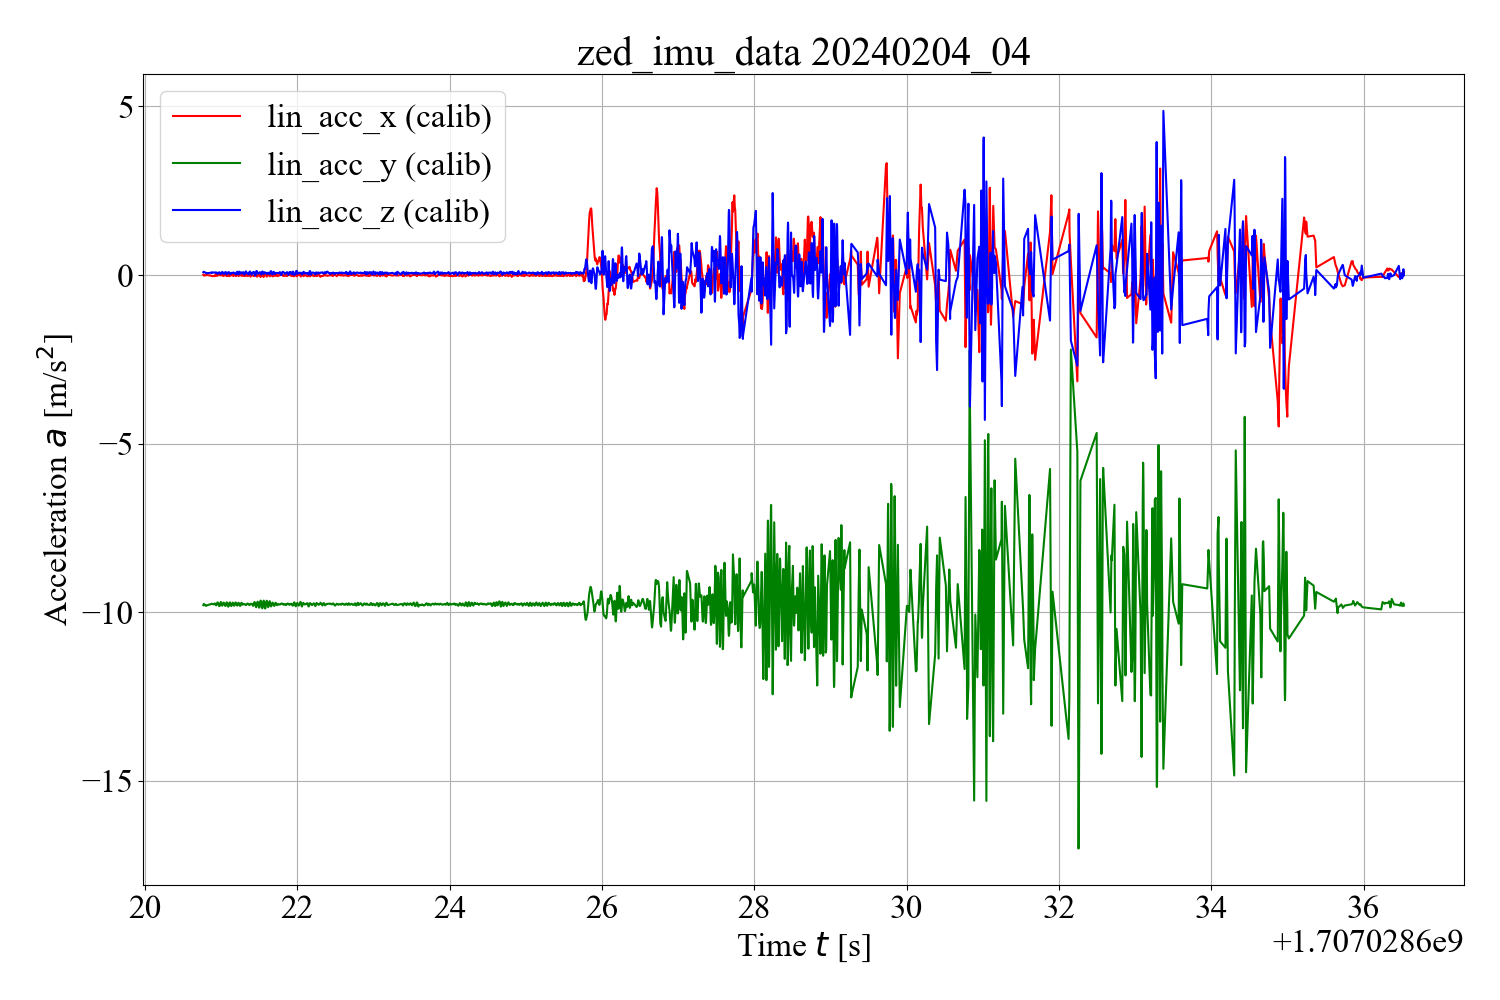 zed_imu_data 20240204_04
lin_acc_x (calib)
lin_acc_y (calib)
lin_acc_z (calib)
Acceleration a [m/s²]
5
0
−5
−10
−15
20 22 24 26 28 30 32 34 36
Time t [s]
+1.7070286e9